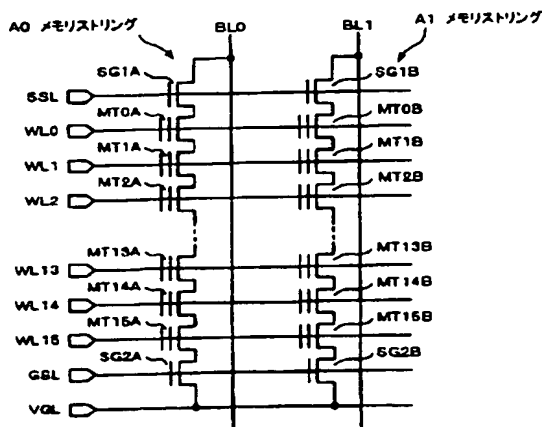 A0 メモリストリング BL0 BL1 A1 メモリストリング
SG1A SG1B
SSL
MT0A MT0B
WL0
MT1A MT1B
WL1
MT2A MT2B
WL2
MT13A MT13B
WL13
MT14A MT14B
WL14
MT15A MT15B
WL15
SG2A SG2B
GSL
VGL